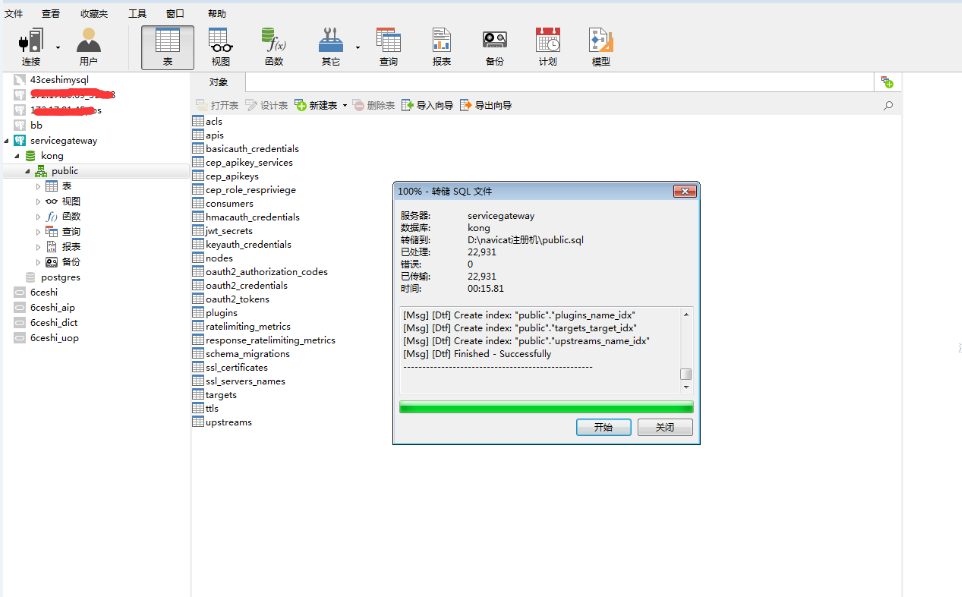 文件 查看 收藏夹 工具 窗口 帮助
连接 用户 表 视图 函数 其它 查询 报表 备份 计划 模型
43ceshimysql
bb
servicegateway
kong
public
表
视图
函数
查询
报表
备份
postgres
6ceshi
6ceshi_aip
6ceshi_dict
6ceshi_uop
对象
打开表 设计表 新建表 删除表 导入向导 导出向导
acls
apis
basicauth_credentials
cep_apikey_services
cep_apikeys
cep_role_respriviege
consumers
hmacauth_credentials
jwt_secrets
keyauth_credentials
nodes
oauth2_authorization_codes
oauth2_credentials
oauth2_tokens
plugins
ratelimiting_metrics
response_ratelimiting_metrics
schema_migrations
ssl_certificates
ssl_servers_names
targets
ttls
upstreams
100% - 转储 SQL 文件
服务器: servicegateway
数据库: kong
转储到: D:\navicat注册机\public.sql
已处理: 22,931
错误: 0
已传输: 22,931
时间: 00:15.81
[Msg] [Dtf] Create index: "public"."plugins_name_idx"
[Msg] [Dtf] Create index: "public"."targets_target_idx"
[Msg] [Dtf] Create index: "public"."upstreams_name_idx"
[Msg] [Dtf] Finished - Successfully
--------------------------------------------------
开始 关闭